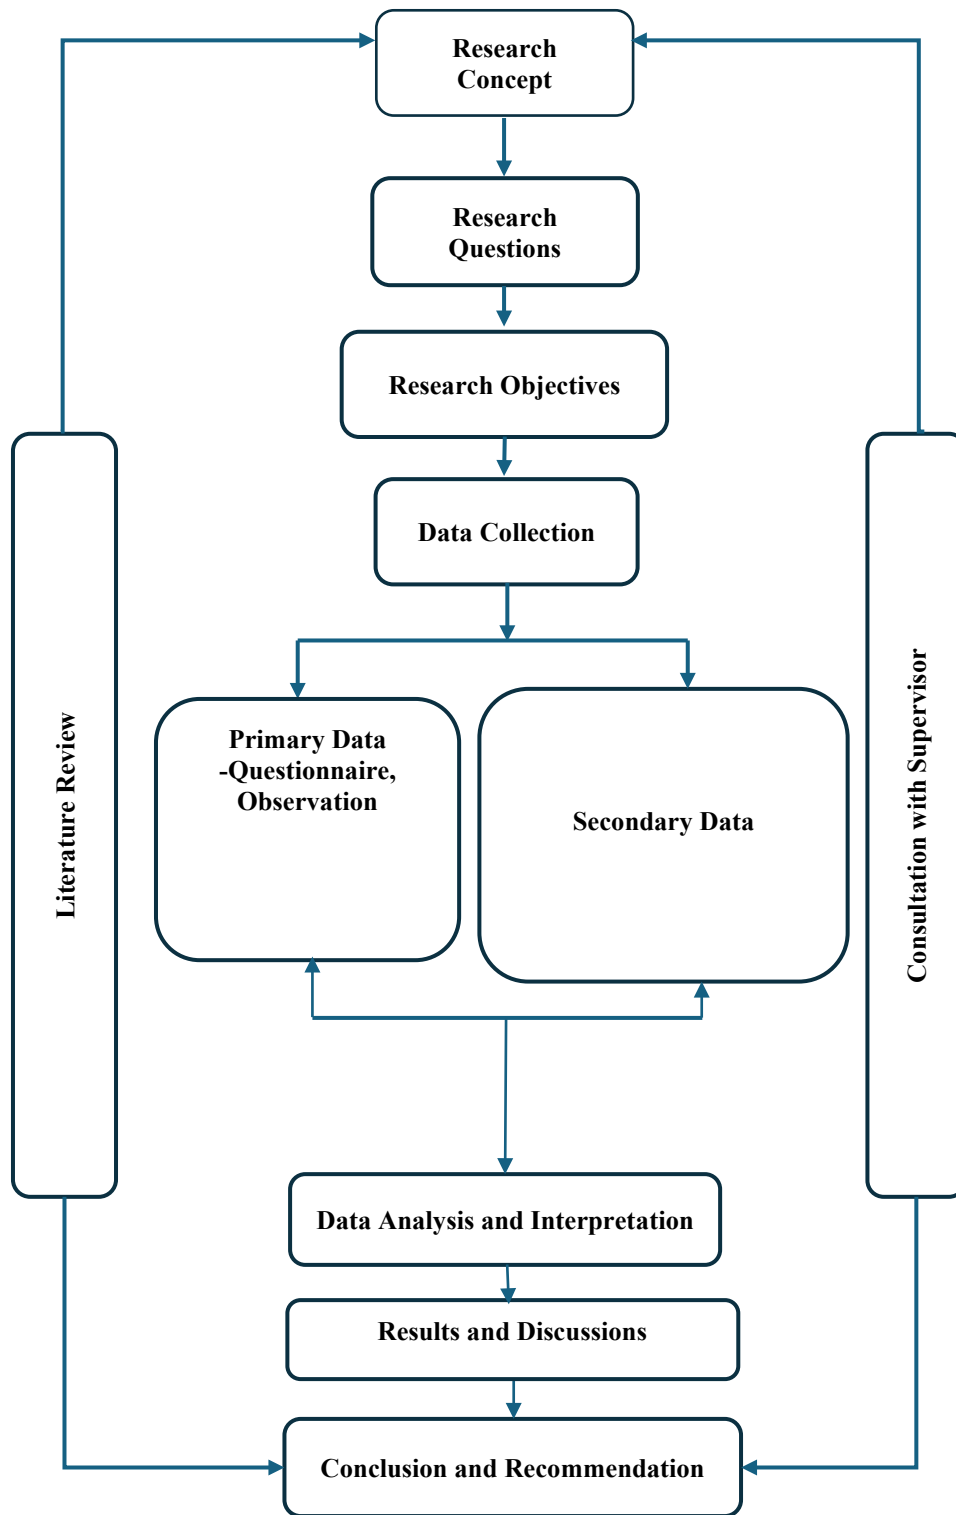 Research
Concept
Research
Questions
Research Objectives
Data Collection
Primary Data
-Questionnaire,
Observation
Secondary Data
Literature Review
Consultation with Supervisor
Data Analysis and Interpretation
Results and Discussions
Conclusion and Recommendation